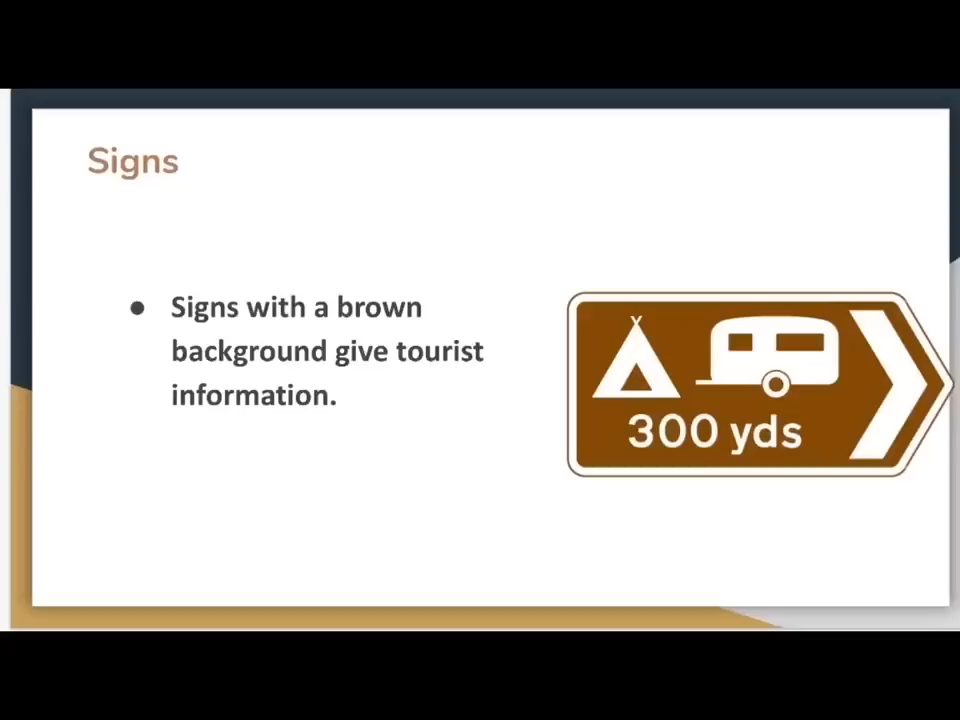 Signs
● Signs with a brown
background give tourist
information.
300 yds